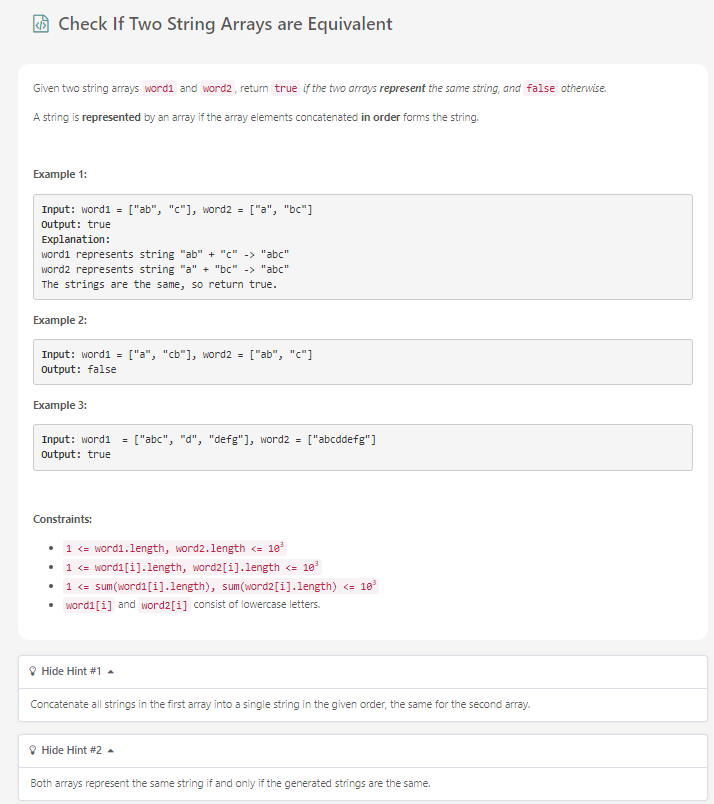 Check If Two String Arrays are Equivalent
Given two string arrays word1 and word2, return true if the two arrays represent the same string, and false otherwise.
A string is represented by an array if the array elements concatenated in order forms the string.
Example 1:
Input: word1 = ["ab", "c"], word2 = ["a", "bc"]
Output: true
Explanation:
word1 represents string "ab" + "c" -> "abc"
word2 represents string "a" + "bc" -> "abc"
The strings are the same, so return true.
Example 2:
Input: word1 = ["a", "cb"], word2 = ["ab", "c"]
Output: false
Example 3:
Input: word1  = ["abc", "d", "defg"], word2 = ["abcddefg"]
Output: true
Constraints:
• 1 <= word1.length, word2.length <= 10³
• 1 <= word1[i].length, word2[i].length <= 10³
• 1 <= sum(word1[i].length), sum(word2[i].length) <= 10³
• word1[i] and word2[i] consist of lowercase letters.
Hide Hint #1
Concatenate all strings in the first array into a single string in the given order, the same for the second array.
Hide Hint #2
Both arrays represent the same string if and only if the generated strings are the same.